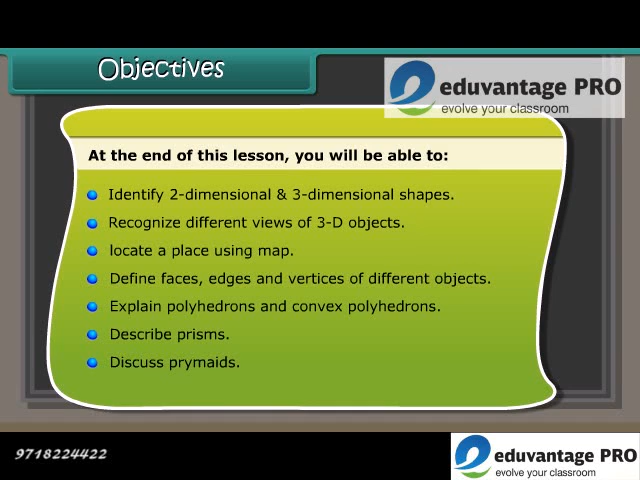 Objectives
eduvantage PRO
evolve your classroom
At the end of this lesson, you will be able to:
Identify 2-dimensional & 3-dimensional shapes.
Recognize different views of 3-D objects.
locate a place using map.
Define faces, edges and vertices of different objects.
Explain polyhedrons and convex polyhedrons.
Describe prisms.
Discuss prymaids.
9718224422
eduvantage PRO
evolve your classroom